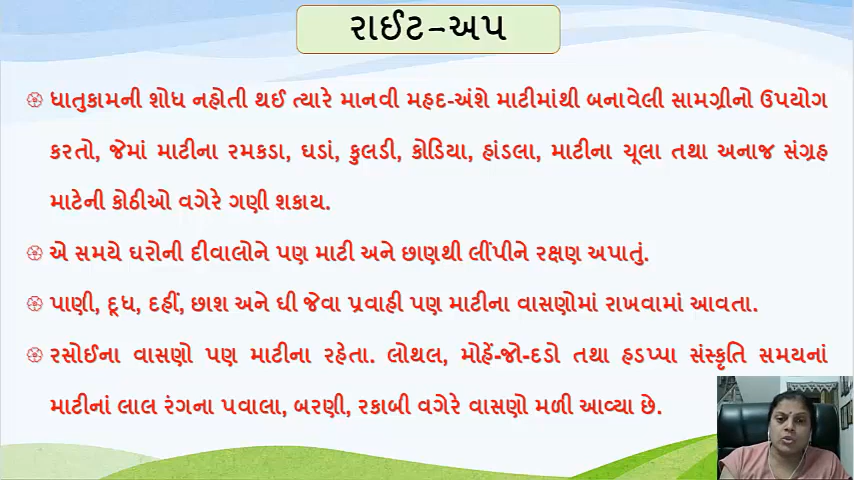 રાઈટ-અપ
ધાતુકામની શોધ નહોતી થઈ ત્યારે માનવી મહદ-અંશે માટીમાંથી બનાવેલી સામગ્રીનો ઉપયોગ
કરતો, જેમાં માટીના રમકડા, ઘડાં, કુલડી, કોડિયા, હાંડલા, માટીના ચૂલા તથા અનાજ સંગ્રહ
માટેની કોઠીઓ વગેરે ગણી શકાય.
એ સમયે ઘરોની દીવાલોને પણ માટી અને છાણથી લીંપીને રક્ષણ અપાતું.
પાણી, દૂધ, દહીં, છાશ અને ઘી જેવા પ્રવાહી પણ માટીના વાસણોમાં રાખવામાં આવતા.
રસોઈના વાસણો પણ માટીના રહેતા. લોથલ, મોહેં-જો-દડો તથા હડપ્પા સંસ્કૃતિ સમયનાં
માટીનાં લાલ રંગના પવાલા, બરણી, રકાબી વગેરે વાસણો મળી આવ્યા છે.